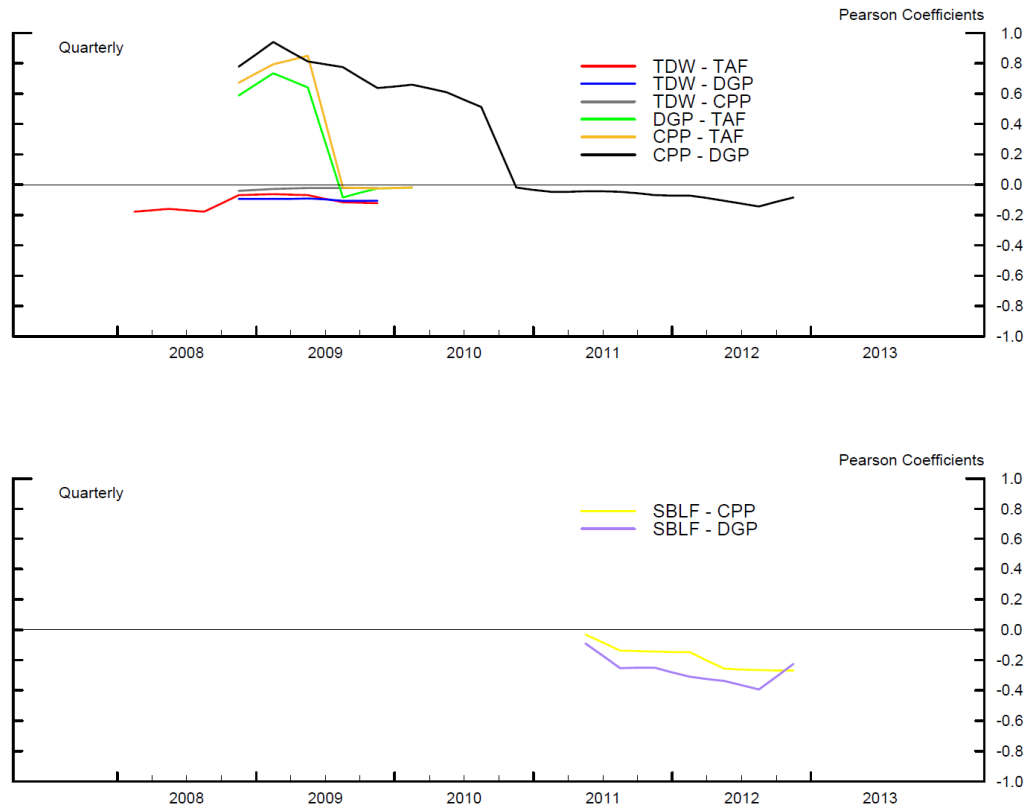 Pearson Coefficients
Quarterly
1.0
0.8
0.6
0.4
0.2
0.0
-0.2
-0.4
-0.6
-0.8
-1.0
TDW - TAF
TDW - DGP
TDW - CPP
DGP - TAF
CPP - TAF
CPP - DGP
2008 2009 2010 2011 2012 2013
Pearson Coefficients
Quarterly
1.0
0.8
0.6
0.4
0.2
0.0
-0.2
-0.4
-0.6
-0.8
-1.0
SBLF - CPP
SBLF - DGP
2008 2009 2010 2011 2012 2013